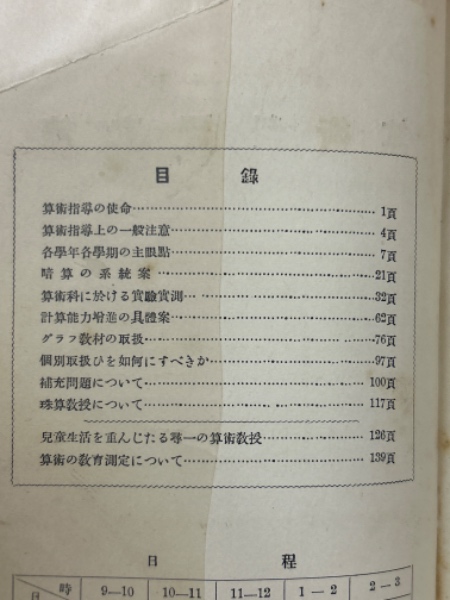 目 錄
算術指導の使命……1頁
算術指導上の一般注意……4頁
各學年各學期の主眼點……7頁
暗算の系統案……21頁
算術科に於ける實驗實測……32頁
計算能力增進の具體案……62頁
グラフ敎材の取扱……76頁
個別取扱ひを如何にすべきか……97頁
補充問題について……100頁
珠算敎授について……117頁
兒童生活を重んじたる尋一の算術敎授……126頁
算術の敎育測定について……139頁
日 程
時 9—10 10—11 11—12 1—2 2—3
日